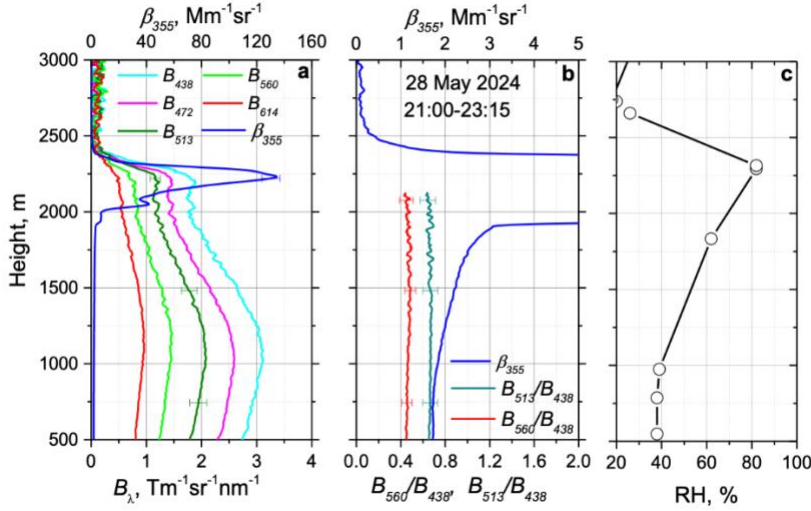 β355, Mm-1sr-1
0 40 80 120 160
β355, Mm-1sr-1
0 1 2 3 4 5
3000
2500
2000
1500
1000
500
Height, m
a
B438
B560
B472
B614
B513
β355
0 1 2 3 4
Bλ, Tm-1sr-1nm-1
b
28 May 2024
21:00-23:15
β355
B513/B438
B560/B438
0.0 0.4 0.8 1.2 1.6 2.0
B560/B438, B513/B438
c
20 40 60 80 100
RH, %